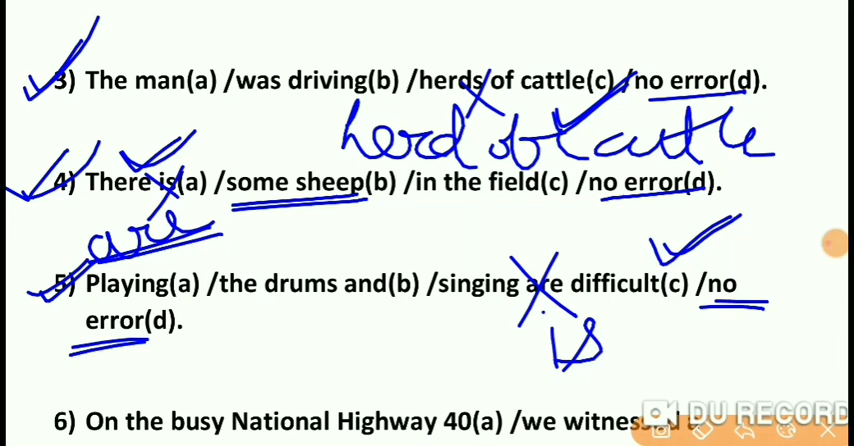 3) The man(a) /was driving(b) /herds of cattle(c) /no error(d).
herd of cattle
4) There is(a) /some sheep(b) /in the field(c) /no error(d).
are
5) Playing(a) /the drums and(b) /singing are difficult(c) /no
error(d).
is
6) On the busy National Highway 40(a) /we witnessed a
DU RECORD